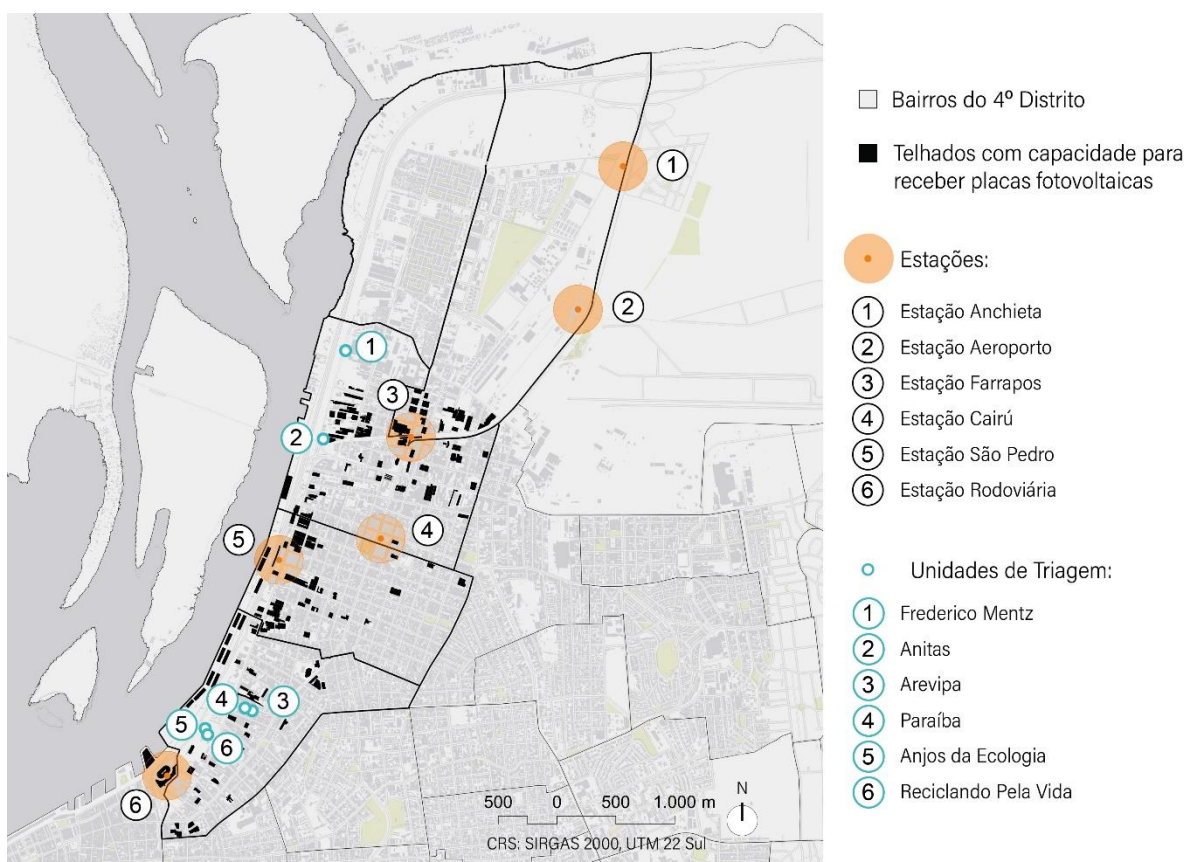 1
2
1
3
2
4
5
4
3
5
6
6
500 0 500 1.000 m
N
CRS: SIRGAS 2000, UTM 22 Sul
Bairros do 4º Distrito
Telhados com capacidade para
receber placas fotovoltaicas
Estações:
1 Estação Anchieta
2 Estação Aeroporto
3 Estação Farrapos
4 Estação Cairú
5 Estação São Pedro
6 Estação Rodoviária
Unidades de Triagem:
1 Frederico Mentz
2 Anitas
3 Arevipa
4 Paraíba
5 Anjos da Ecologia
6 Reciclando Pela Vida